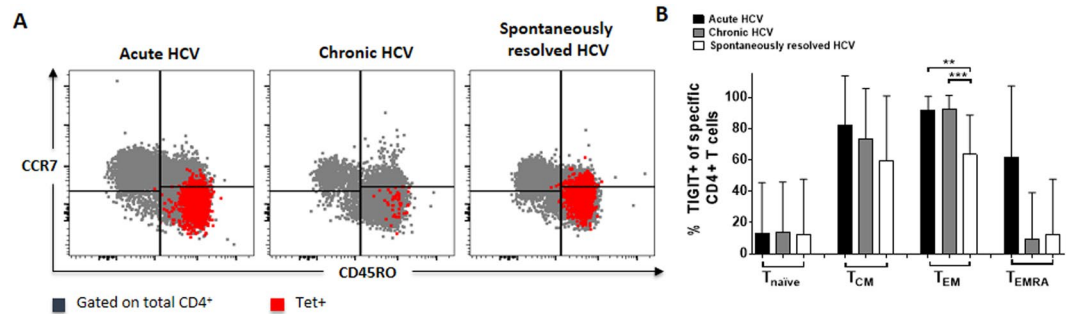 A
Acute HCV
Chronic HCV
Spontaneously
resolved HCV
CCR7
CD45RO
Gated on total CD4⁺
Tet+
B
Acute HCV
Chronic HCV
Spontaneously resolved HCV
% TIGIT+ of specific
CD4+ T cells
100
80
60
40
20
0
**
***
Tnaïve
TCM
TEM
TEMRA